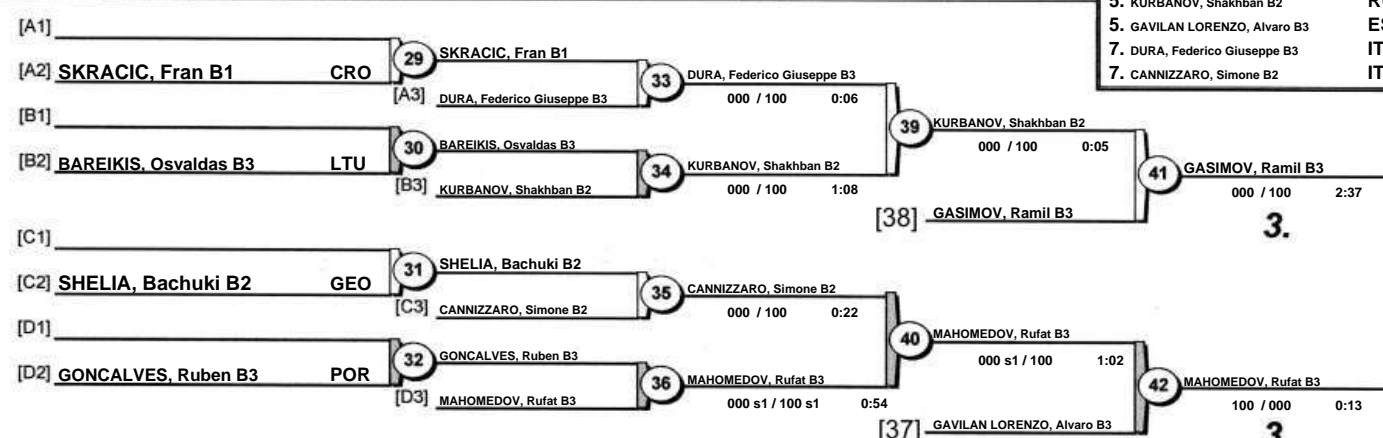 5. KURBANOV, Shakhban B2
5. GAVILAN LORENZO, Alvaro B3
7. DURA, Federico Giuseppe B3 IT
7. CANNIZZARO, Simone B2 IT
[A1]
[A2] SKRACIC, Fran B1 CRO
29
SKRACIC, Fran B1
[A3] DURA, Federico Giuseppe B3
33
DURA, Federico Giuseppe B3
000 / 100 0:06
[B1]
[B2] BAREIKIS, Osvaldas B3 LTU
30
BAREIKIS, Osvaldas B3
[B3] KURBANOV, Shakhban B2
34
KURBANOV, Shakhban B2
000 / 100 1:08
39
KURBANOV, Shakhban B2
000 / 100 0:05
[38] GASIMOV, Ramil B3
41
GASIMOV, Ramil B3
000 / 100 2:37
3.
[C1]
[C2] SHELIA, Bachuki B2 GEO
31
SHELIA, Bachuki B2
[C3] CANNIZZARO, Simone B2
35
CANNIZZARO, Simone B2
000 / 100 0:22
[D1]
[D2] GONCALVES, Ruben B3 POR
32
GONCALVES, Ruben B3
[D3] MAHOMEDOV, Rufat B3
36
MAHOMEDOV, Rufat B3
000 s1 / 100 s1 0:54
40
MAHOMEDOV, Rufat B3
000 s1 / 100 1:02
[37] GAVILAN LORENZO, Alvaro B3
42
MAHOMEDOV, Rufat B3
100 / 000 0:13
3